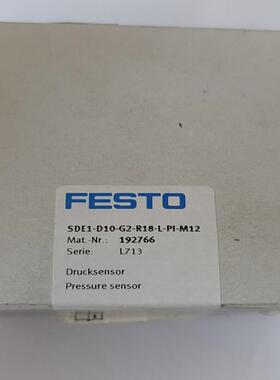 FESTO
SDE1-D10-G2-R18-L-PI-M12
Mat.-Nr.: 192766
Serie: L713
Drucksensor
Pressure sensor